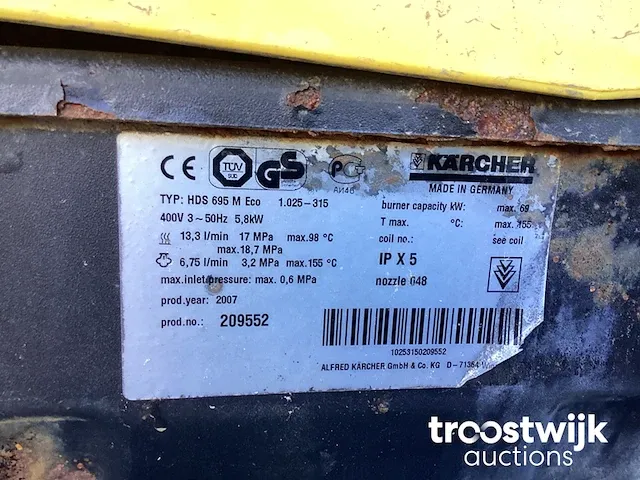 CE TÜV SÜD GS PG
АИ46
KÄRCHER
MADE IN GERMANY
TYP: HDS 695 M Eco 1.025-315
400V 3~50Hz 5,8kW
13,3 l/min 17 MPa max.98 °C
max.18,7 MPa
6,75 l/min 3,2 MPa max.155 °C
max.inlet pressure: max. 0,6 MPa
prod.year: 2007
prod.no.: 209552
burner capacity kW: max. 69
T max. °C: max. 155
coil no.: see coil
IP X 5
nozzle 048
10253150209552
ALFRED KÄRCHER GmbH & Co. KG D-71364
troostwijk
auctions